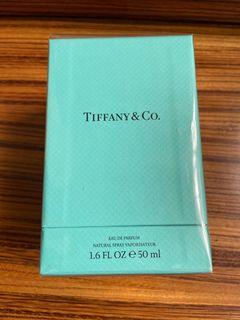 TIFFANY & CO.
EAU DE PARFUM
NATURAL SPRAY VAPORISATEUR
1.6 FL OZ ℮ 50 ml